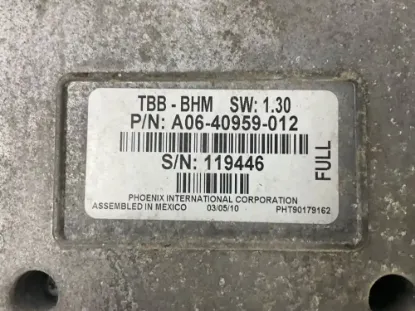 TBB - BHM SW: 1.30
P/N: A06-40959-012
S/N: 119446
FULL
PHOENIX INTERNATIONAL CORPORATION
ASSEMBLED IN MEXICO 03/05/10 PHT90179162